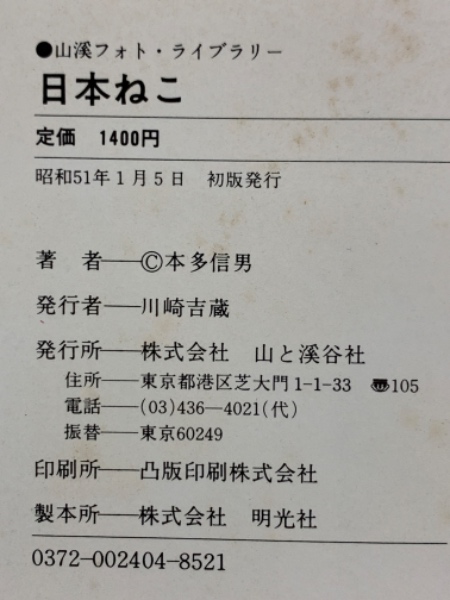 ●山溪フォト・ライブラリー
日本ねこ
定価 1400円
昭和51年1月5日 初版発行
著 者──©本多信男
発行者──川崎吉蔵
発行所──株式会社 山と溪谷社
住所──東京都港区芝大門1-1-33 〠105
電話──(03)436—4021(代)
振替──東京60249
印刷所──凸版印刷株式会社
製本所──株式会社 明光社
0372-002404-8521